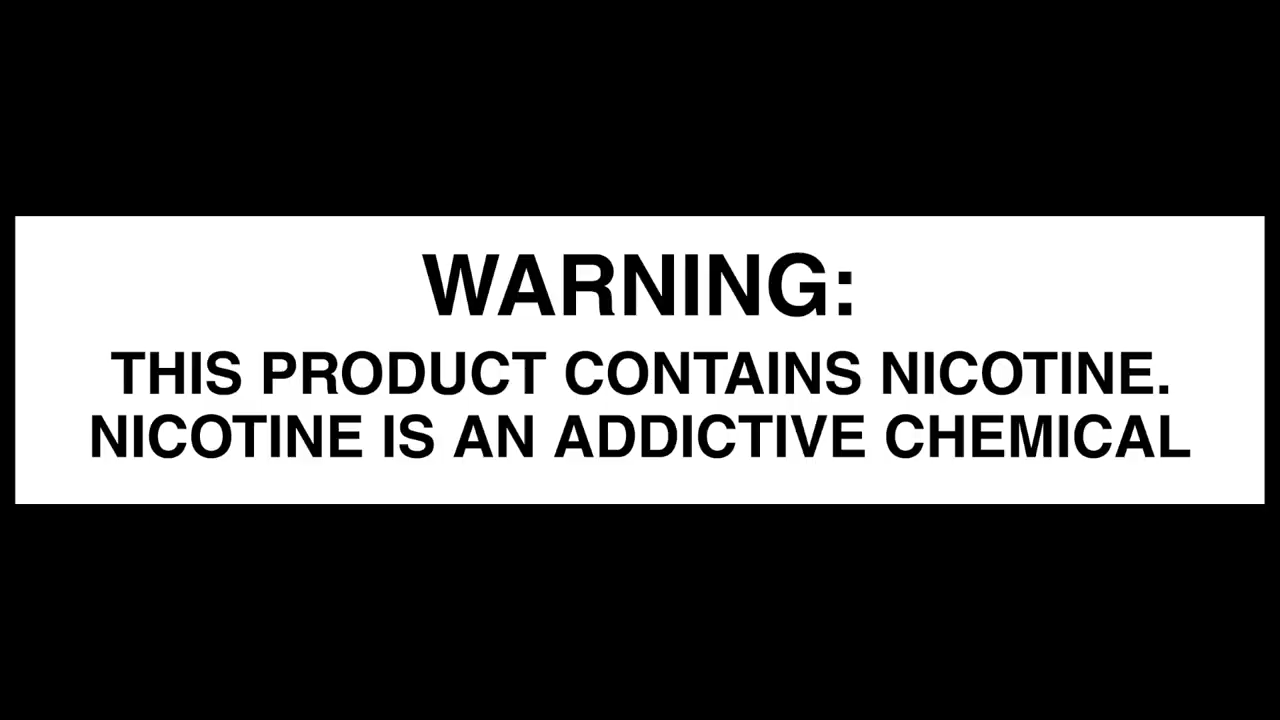 WARNING:
THIS PRODUCT CONTAINS NICOTINE.
NICOTINE IS AN ADDICTIVE CHEMICAL